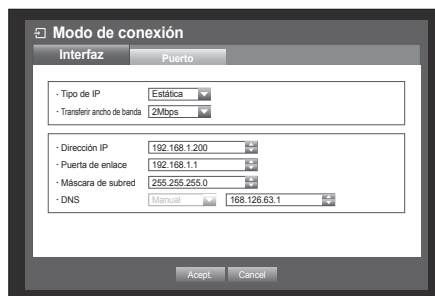 Modo de conexión
Interfaz Puerto
· Tipo de IP Estática
· Transferir ancho de banda 2Mbps
· Dirección IP 192.168.1.200
· Puerta de enlace 192.168.1.1
· Máscara de subred 255.255.255.0
· DNS Manual 168.126.63.1
Acept. Cancel